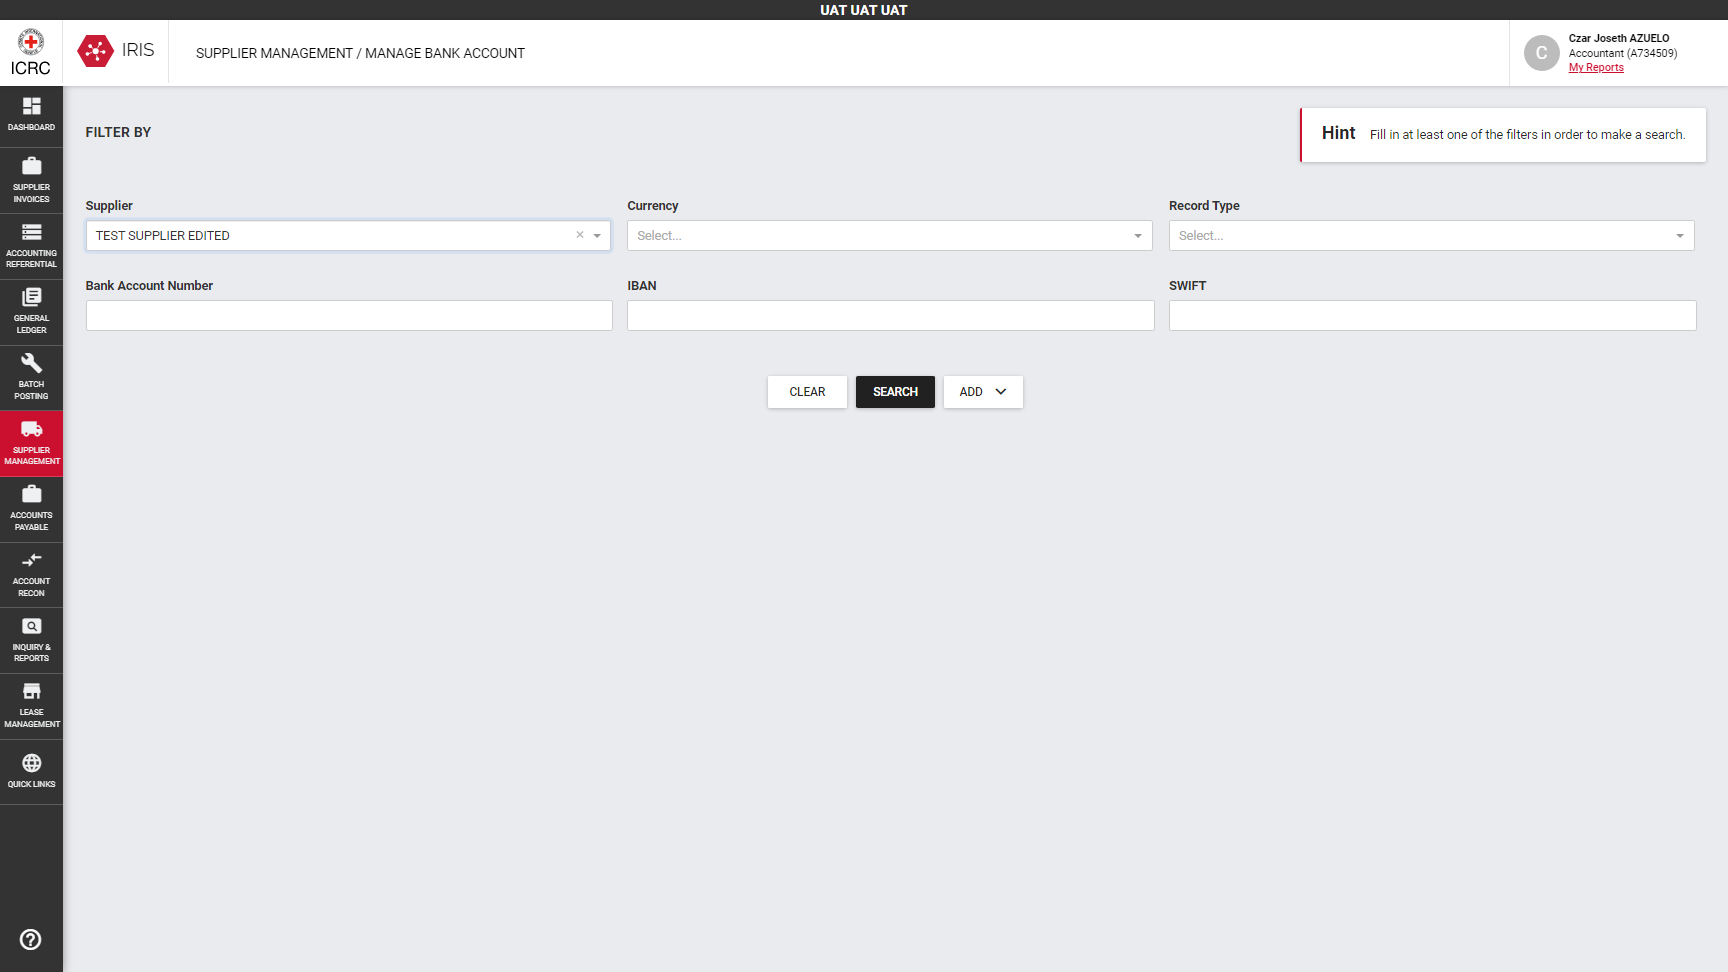 UAT UAT UAT
ICRC
IRIS
SUPPLIER MANAGEMENT / MANAGE BANK ACCOUNT
C
Czar Joseth AZUELO
Accountant (A734509)
My Reports
DASHBOARD
SUPPLIER
INVOICES
ACCOUNTING
REFERENTIAL
GENERAL
LEDGER
BATCH
POSTING
SUPPLIER
MANAGEMENT
ACCOUNTS
PAYABLE
ACCOUNT
RECON
INQUIRY &
REPORTS
LEASE
MANAGEMENT
QUICK LINKS
FILTER BY
Hint Fill in at least one of the filters in order to make a search.
Supplier
TEST SUPPLIER EDITED
Currency
Select...
Record Type
Select...
Bank Account Number
IBAN
SWIFT
CLEAR
SEARCH
ADD